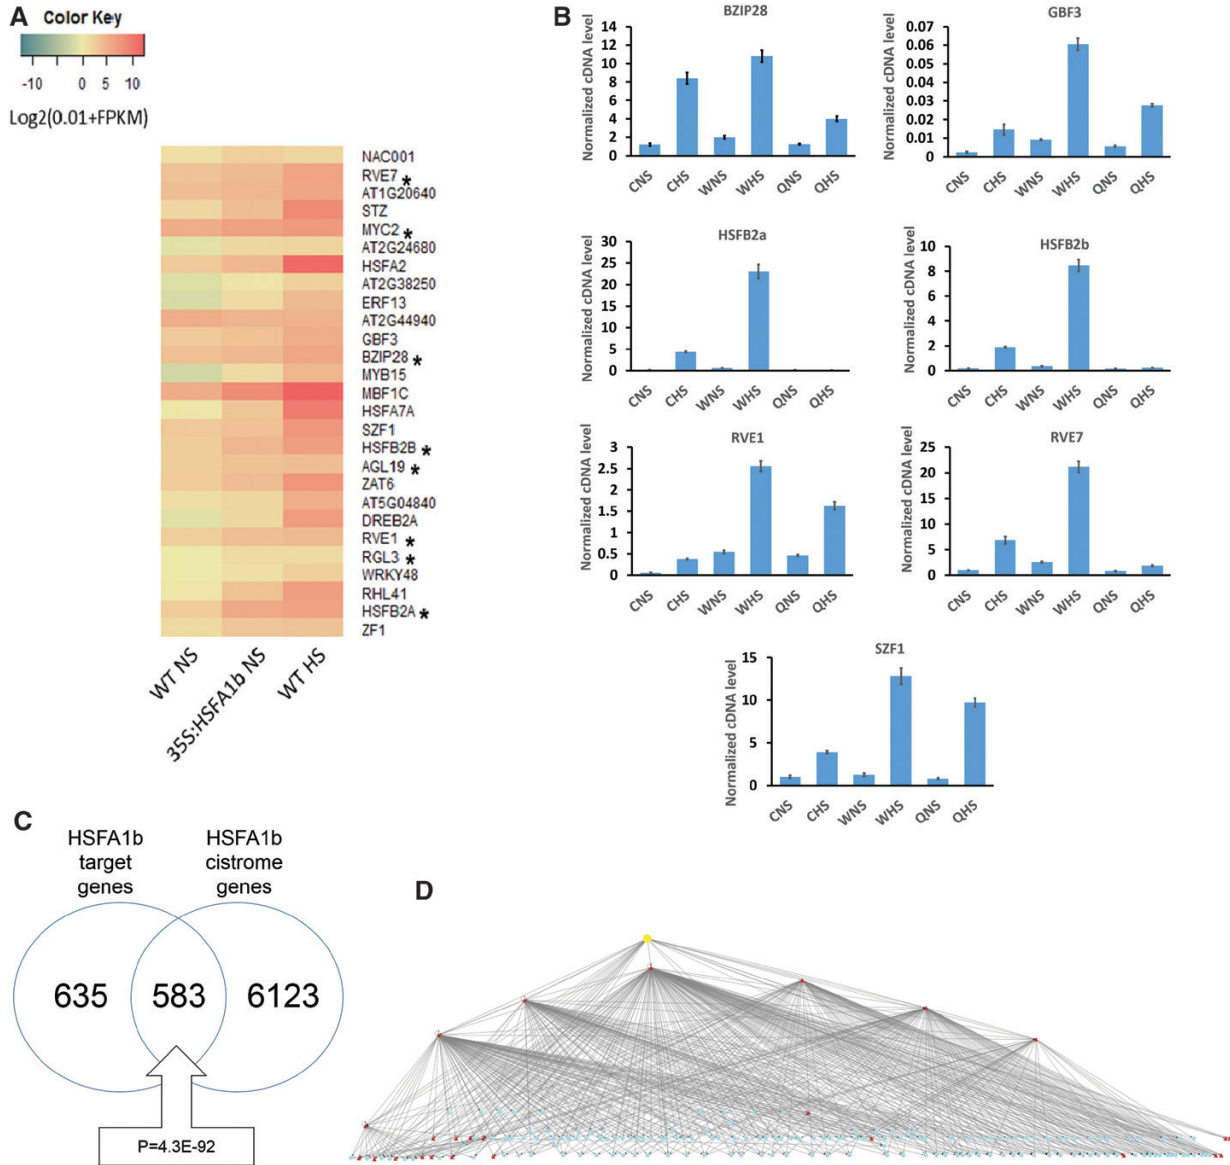 A
Color Key
-10 0 5 10
Log2(0.01+FPKM)
NAC001
RVE7 *
AT1G20640
STZ
MYC2 *
AT2G24680
HSFA2
AT2G38250
ERF13
AT2G44940
GBF3
BZIP28 *
MYB15
MBF1C
HSFA7A
SZF1
HSFB2B *
AGL19 *
ZAT6
AT5G04840
DREB2A
RVE1 *
RGL3 *
WRKY48
RHL41
HSFB2A *
ZF1
WT NS
35S:HSFA1b NS
WT HS
B
BZIP28
Normalized cDNA level
14
12
10
8
6
4
2
0
CNS CHS WNS WHS QNS QHS
GBF3
Normalized cDNA level
0.07
0.06
0.05
0.04
0.03
0.02
0.01
0
CNS CHS WNS WHS QNS QHS
HSFB2a
Normalized cDNA level
30
25
20
15
10
5
0
CNS CHS WNS WHS QNS QHS
HSFB2b
Normalized cDNA level
10
8
6
4
2
0
CNS CHS WNS WHS QNS QHS
RVE1
Normalized cDNA level
3
2.5
2
1.5
1
0.5
0
CNS CHS WNS WHS QNS QHS
RVE7
Normalized cDNA level
25
20
15
10
5
0
CNS CHS WNS WHS QNS QHS
SZF1
Normalized cDNA level
15
10
5
0
CNS CHS WNS WHS QNS QHS
C
HSFA1b
target
genes
HSFA1b
cistrome
genes
635 583 6123
P=4.3E-92
D